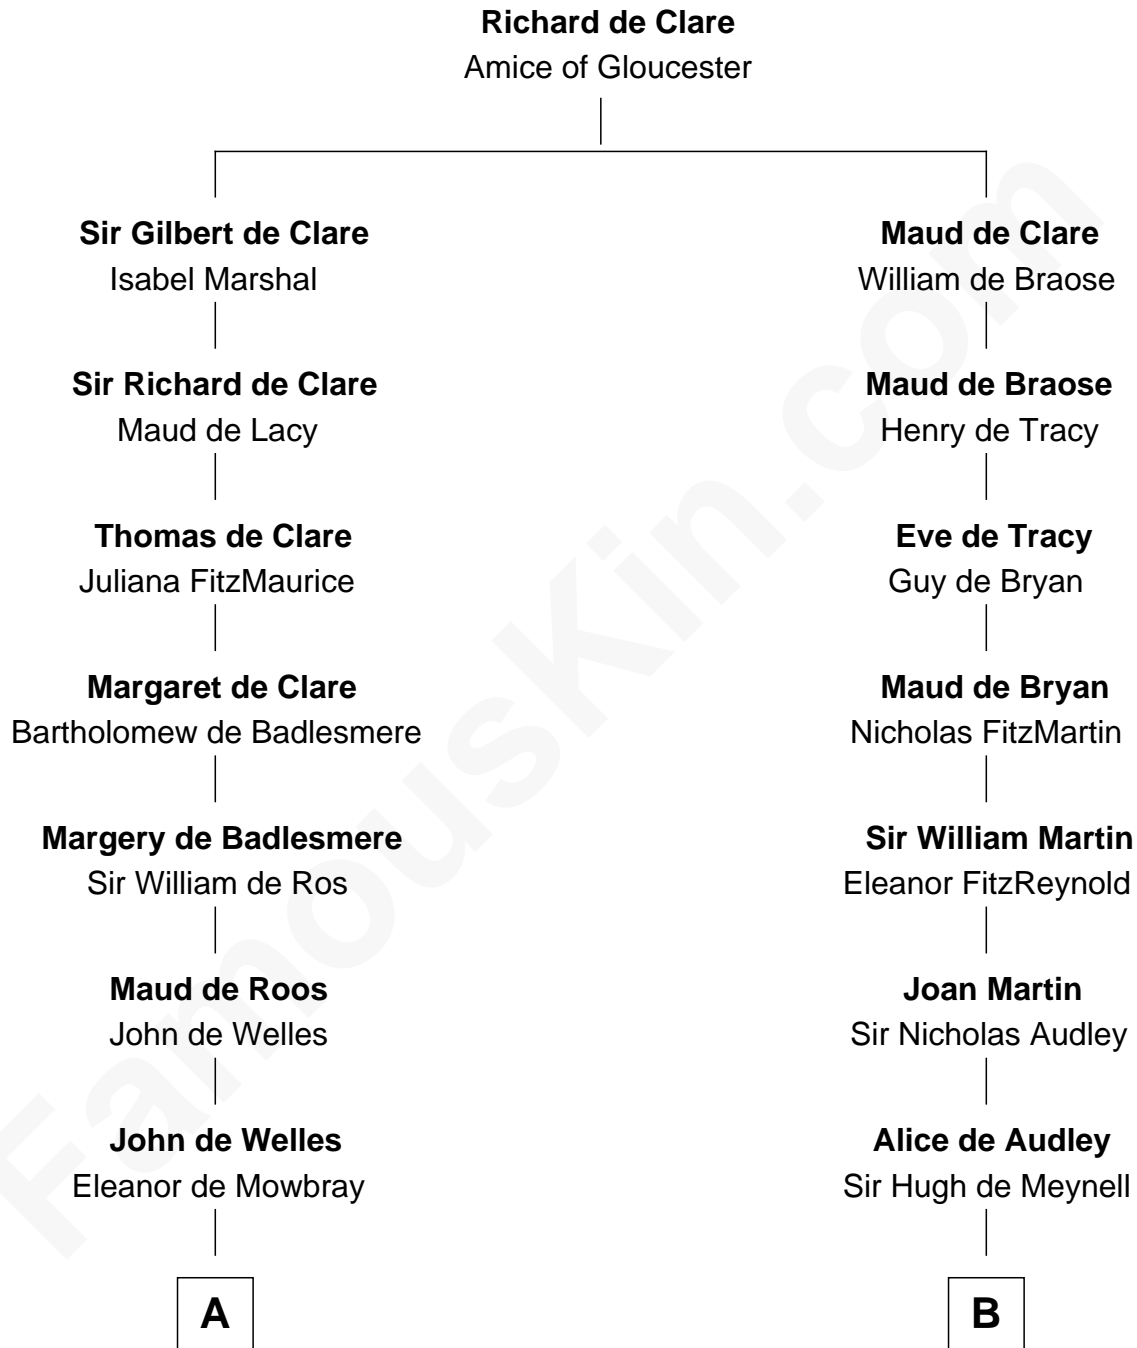 Richard de Clare
Amice of Gloucester
Sir Gilbert de Clare
Isabel Marshal
Maud de Clare
William de Braose
Sir Richard de Clare
Maud de Lacy
Maud de Braose
Henry de Tracy
Thomas de Clare
Juliana FitzMaurice
Eve de Tracy
Guy de Bryan
Margaret de Clare
Bartholomew de Badlesmere
Maud de Bryan
Nicholas FitzMartin
Margery de Badlesmere
Sir William de Ros
Sir William Martin
Eleanor FitzReynold
Maud de Roos
John de Welles
Joan Martin
Sir Nicholas Audley
John de Welles
Eleanor de Mowbray
Alice de Audley
Sir Hugh de Meynell
A
B
FamousKin.com